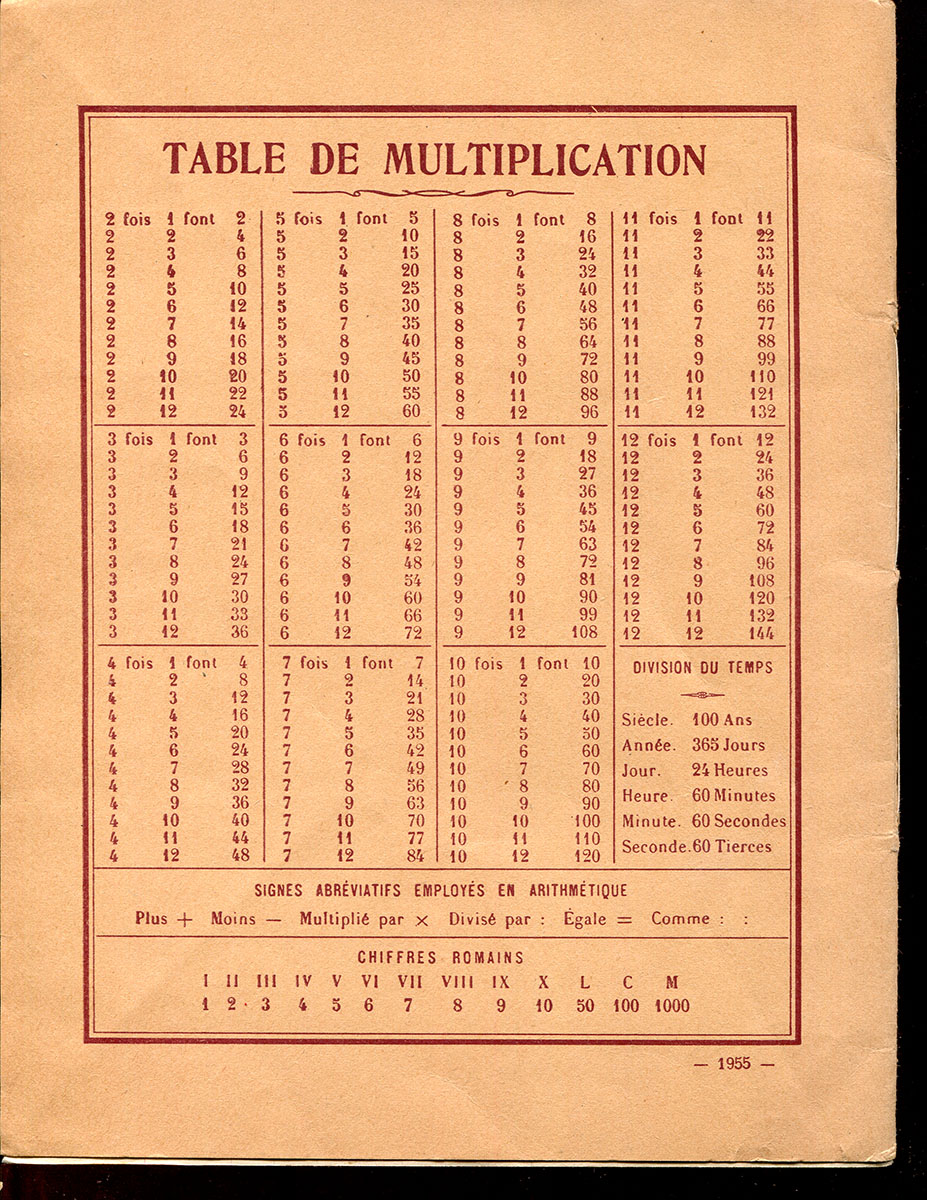 TABLE DE MULTIPLICATION
2 fois 1 font 2
2 2 4
2 3 6
2 4 8
2 5 10
2 6 12
2 7 14
2 8 16
2 9 18
2 10 20
2 11 22
2 12 24
3 fois 1 font 3
3 2 6
3 3 9
3 4 12
3 5 15
3 6 18
3 7 21
3 8 24
3 9 27
3 10 30
3 11 33
3 12 36
4 fois 1 font 4
4 2 8
4 3 12
4 4 16
4 5 20
4 6 24
4 7 28
4 8 32
4 9 36
4 10 40
4 11 44
4 12 48
5 fois 1 font 5
5 2 10
5 3 15
5 4 20
5 5 25
5 6 30
5 7 35
5 8 40
5 9 45
5 10 50
5 11 55
5 12 60
6 fois 1 font 6
6 2 12
6 3 18
6 4 24
6 5 30
6 6 36
6 7 42
6 8 48
6 9 54
6 10 60
6 11 66
6 12 72
7 fois 1 font 7
7 2 14
7 3 21
7 4 28
7 5 35
7 6 42
7 7 49
7 8 56
7 9 63
7 10 70
7 11 77
7 12 84
8 fois 1 font 8
8 2 16
8 3 24
8 4 32
8 5 40
8 6 48
8 7 56
8 8 64
8 9 72
8 10 80
8 11 88
8 12 96
9 fois 1 font 9
9 2 18
9 3 27
9 4 36
9 5 45
9 6 54
9 7 63
9 8 72
9 9 81
9 10 90
9 11 99
9 12 108
10 fois 1 font 10
10 2 20
10 3 30
10 4 40
10 5 50
10 6 60
10 7 70
10 8 80
10 9 90
10 10 100
10 11 110
10 12 120
11 fois 1 font 11
11 2 22
11 3 33
11 4 44
11 5 55
11 6 66
11 7 77
11 8 88
11 9 99
11 10 110
11 11 121
11 12 132
12 fois 1 font 12
12 2 24
12 3 36
12 4 48
12 5 60
12 6 72
12 7 84
12 8 96
12 9 108
12 10 120
12 11 132
12 12 144
DIVISION DU TEMPS
Siècle. 100 Ans
Année. 365 Jours
Jour. 24 Heures
Heure. 60 Minutes
Minute. 60 Secondes
Seconde. 60 Tierces
SIGNES ABRÉVIATIFS EMPLOYÉS EN ARITHMÉTIQUE
Plus + Moins — Multiplié par × Divisé par : Égale = Comme : :
CHIFFRES ROMAINS
I II III IV V VI VII VIII IX X L C M
1 2 3 4 5 6 7 8 9 10 50 100 1000
— 1955 —